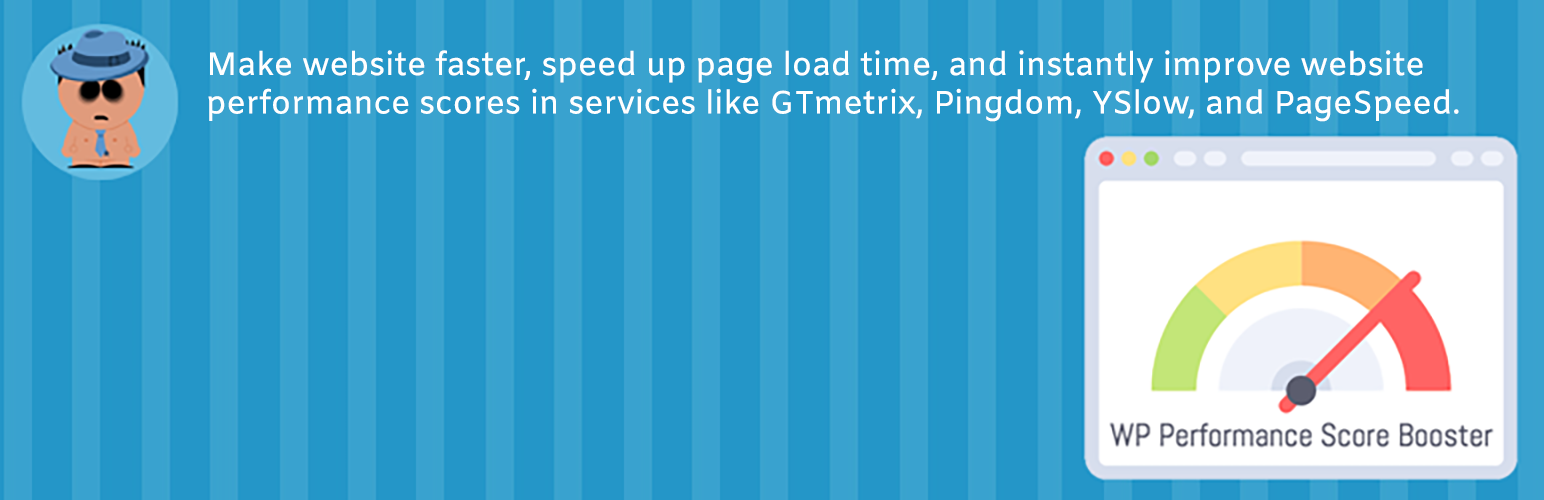 Make website faster, speed up page load time, and instantly improve website
performance scores in services like GTmetrix, Pingdom, YSlow, and PageSpeed.
WP Performance Score Booster